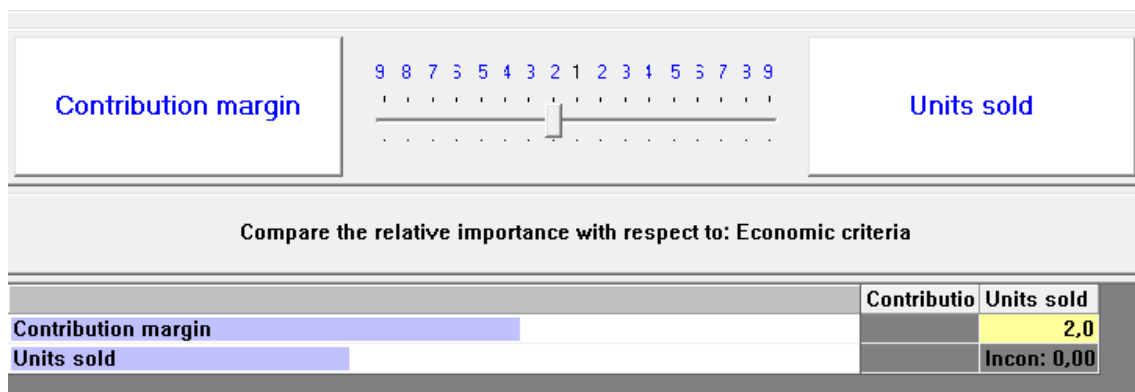 9 8 7 6 5 4 3 2 1 2 3 4 5 6 7 8 9
Contribution margin
Units sold
Compare the relative importance with respect to: Economic criteria
Contributio Units sold
Contribution margin 2,0
Units sold Incon: 0,00